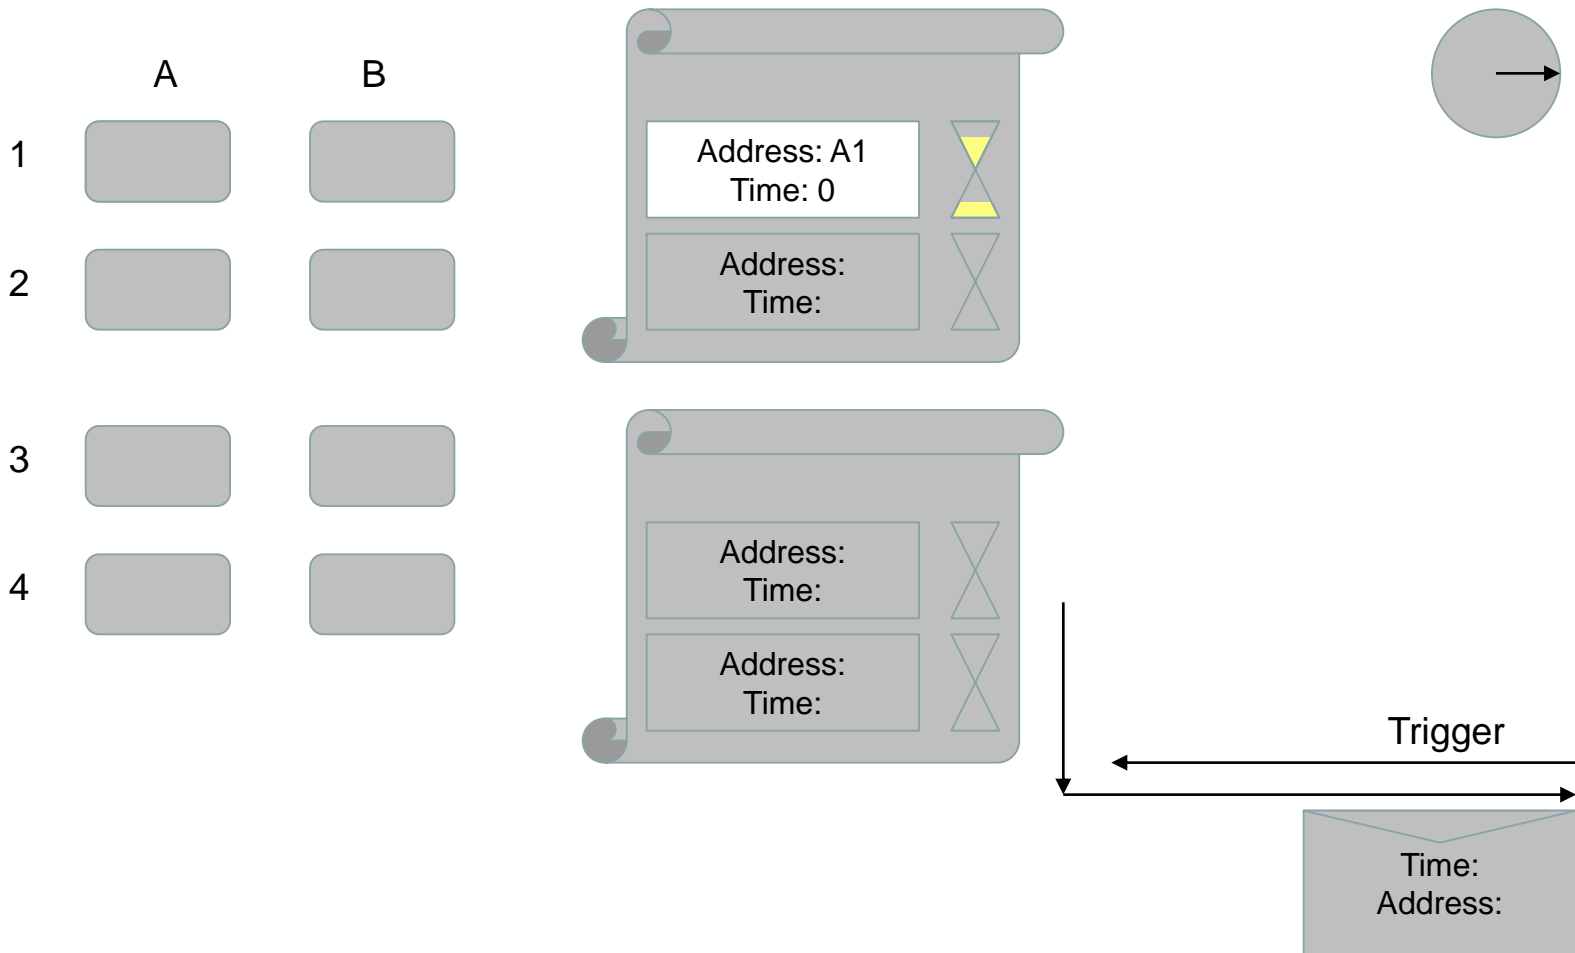 A B
1
2
3
4
Address: A1
Time: 0
Address:
Time:
Address:
Time:
Address:
Time:
Trigger
Time:
Address: